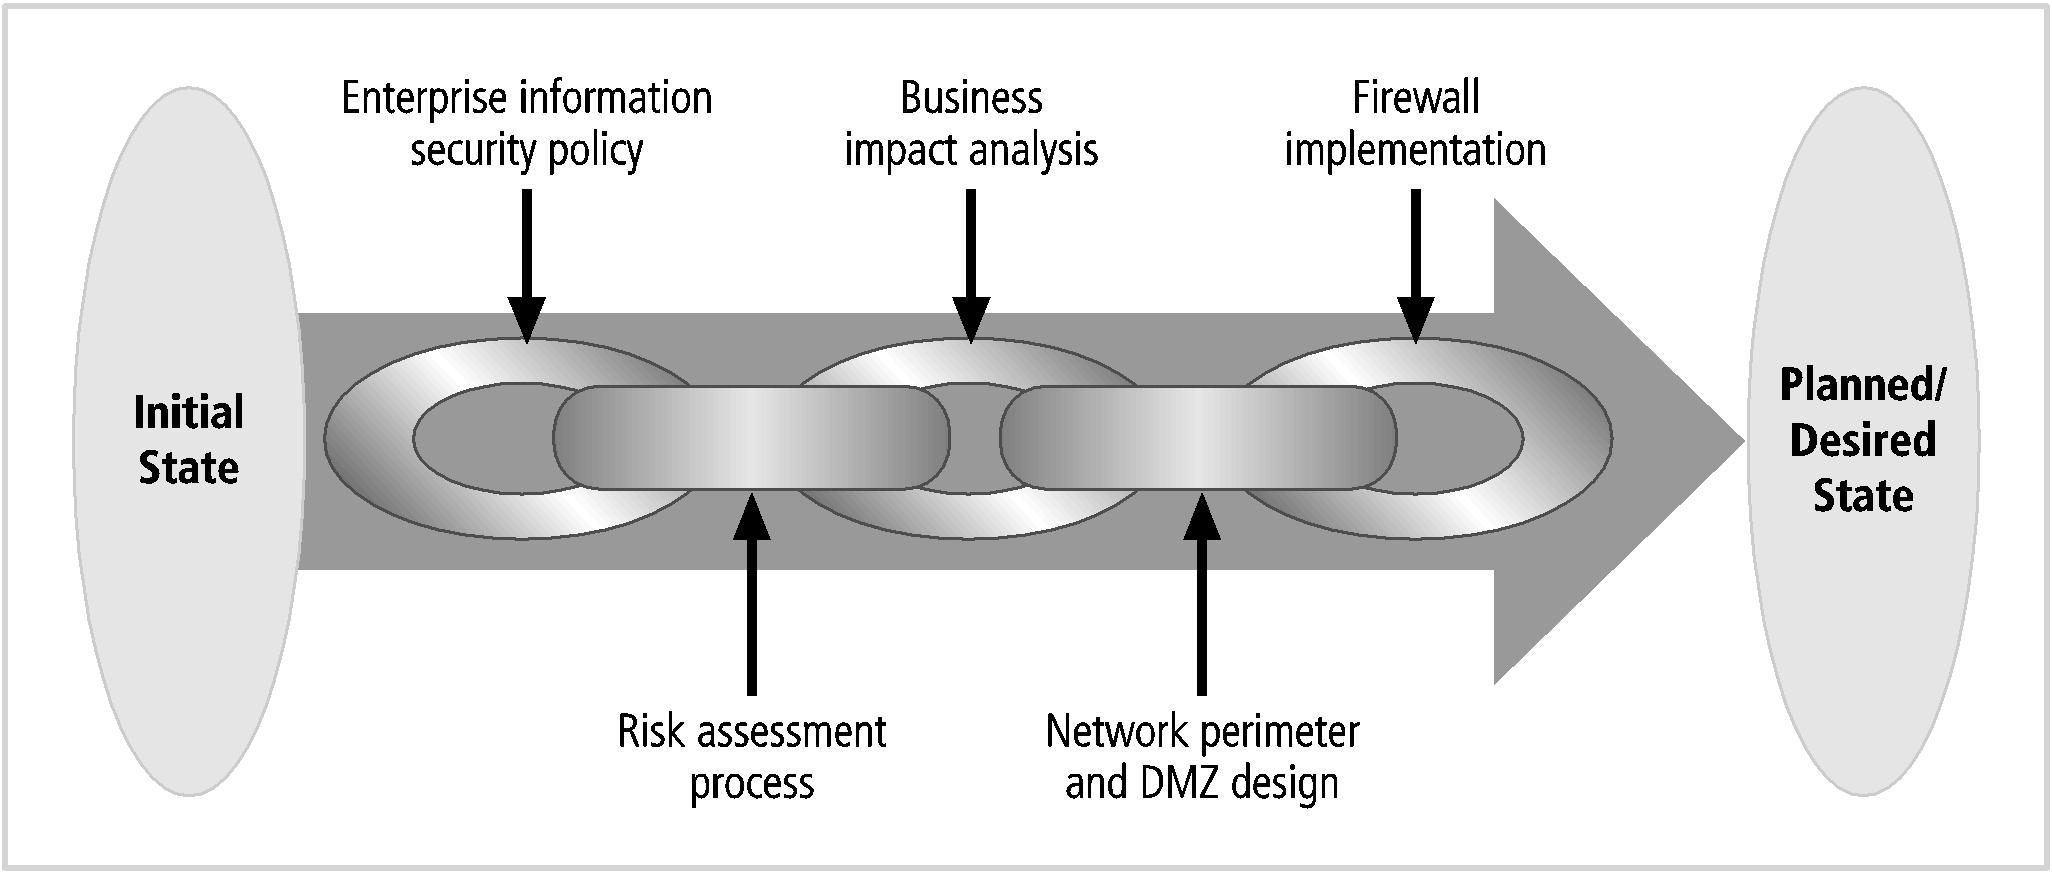 Enterprise information
security policy
Business
impact analysis
Firewall
implementation
Initial
State
Planned/
Desired
State
Risk assessment
process
Network perimeter
and DMZ design